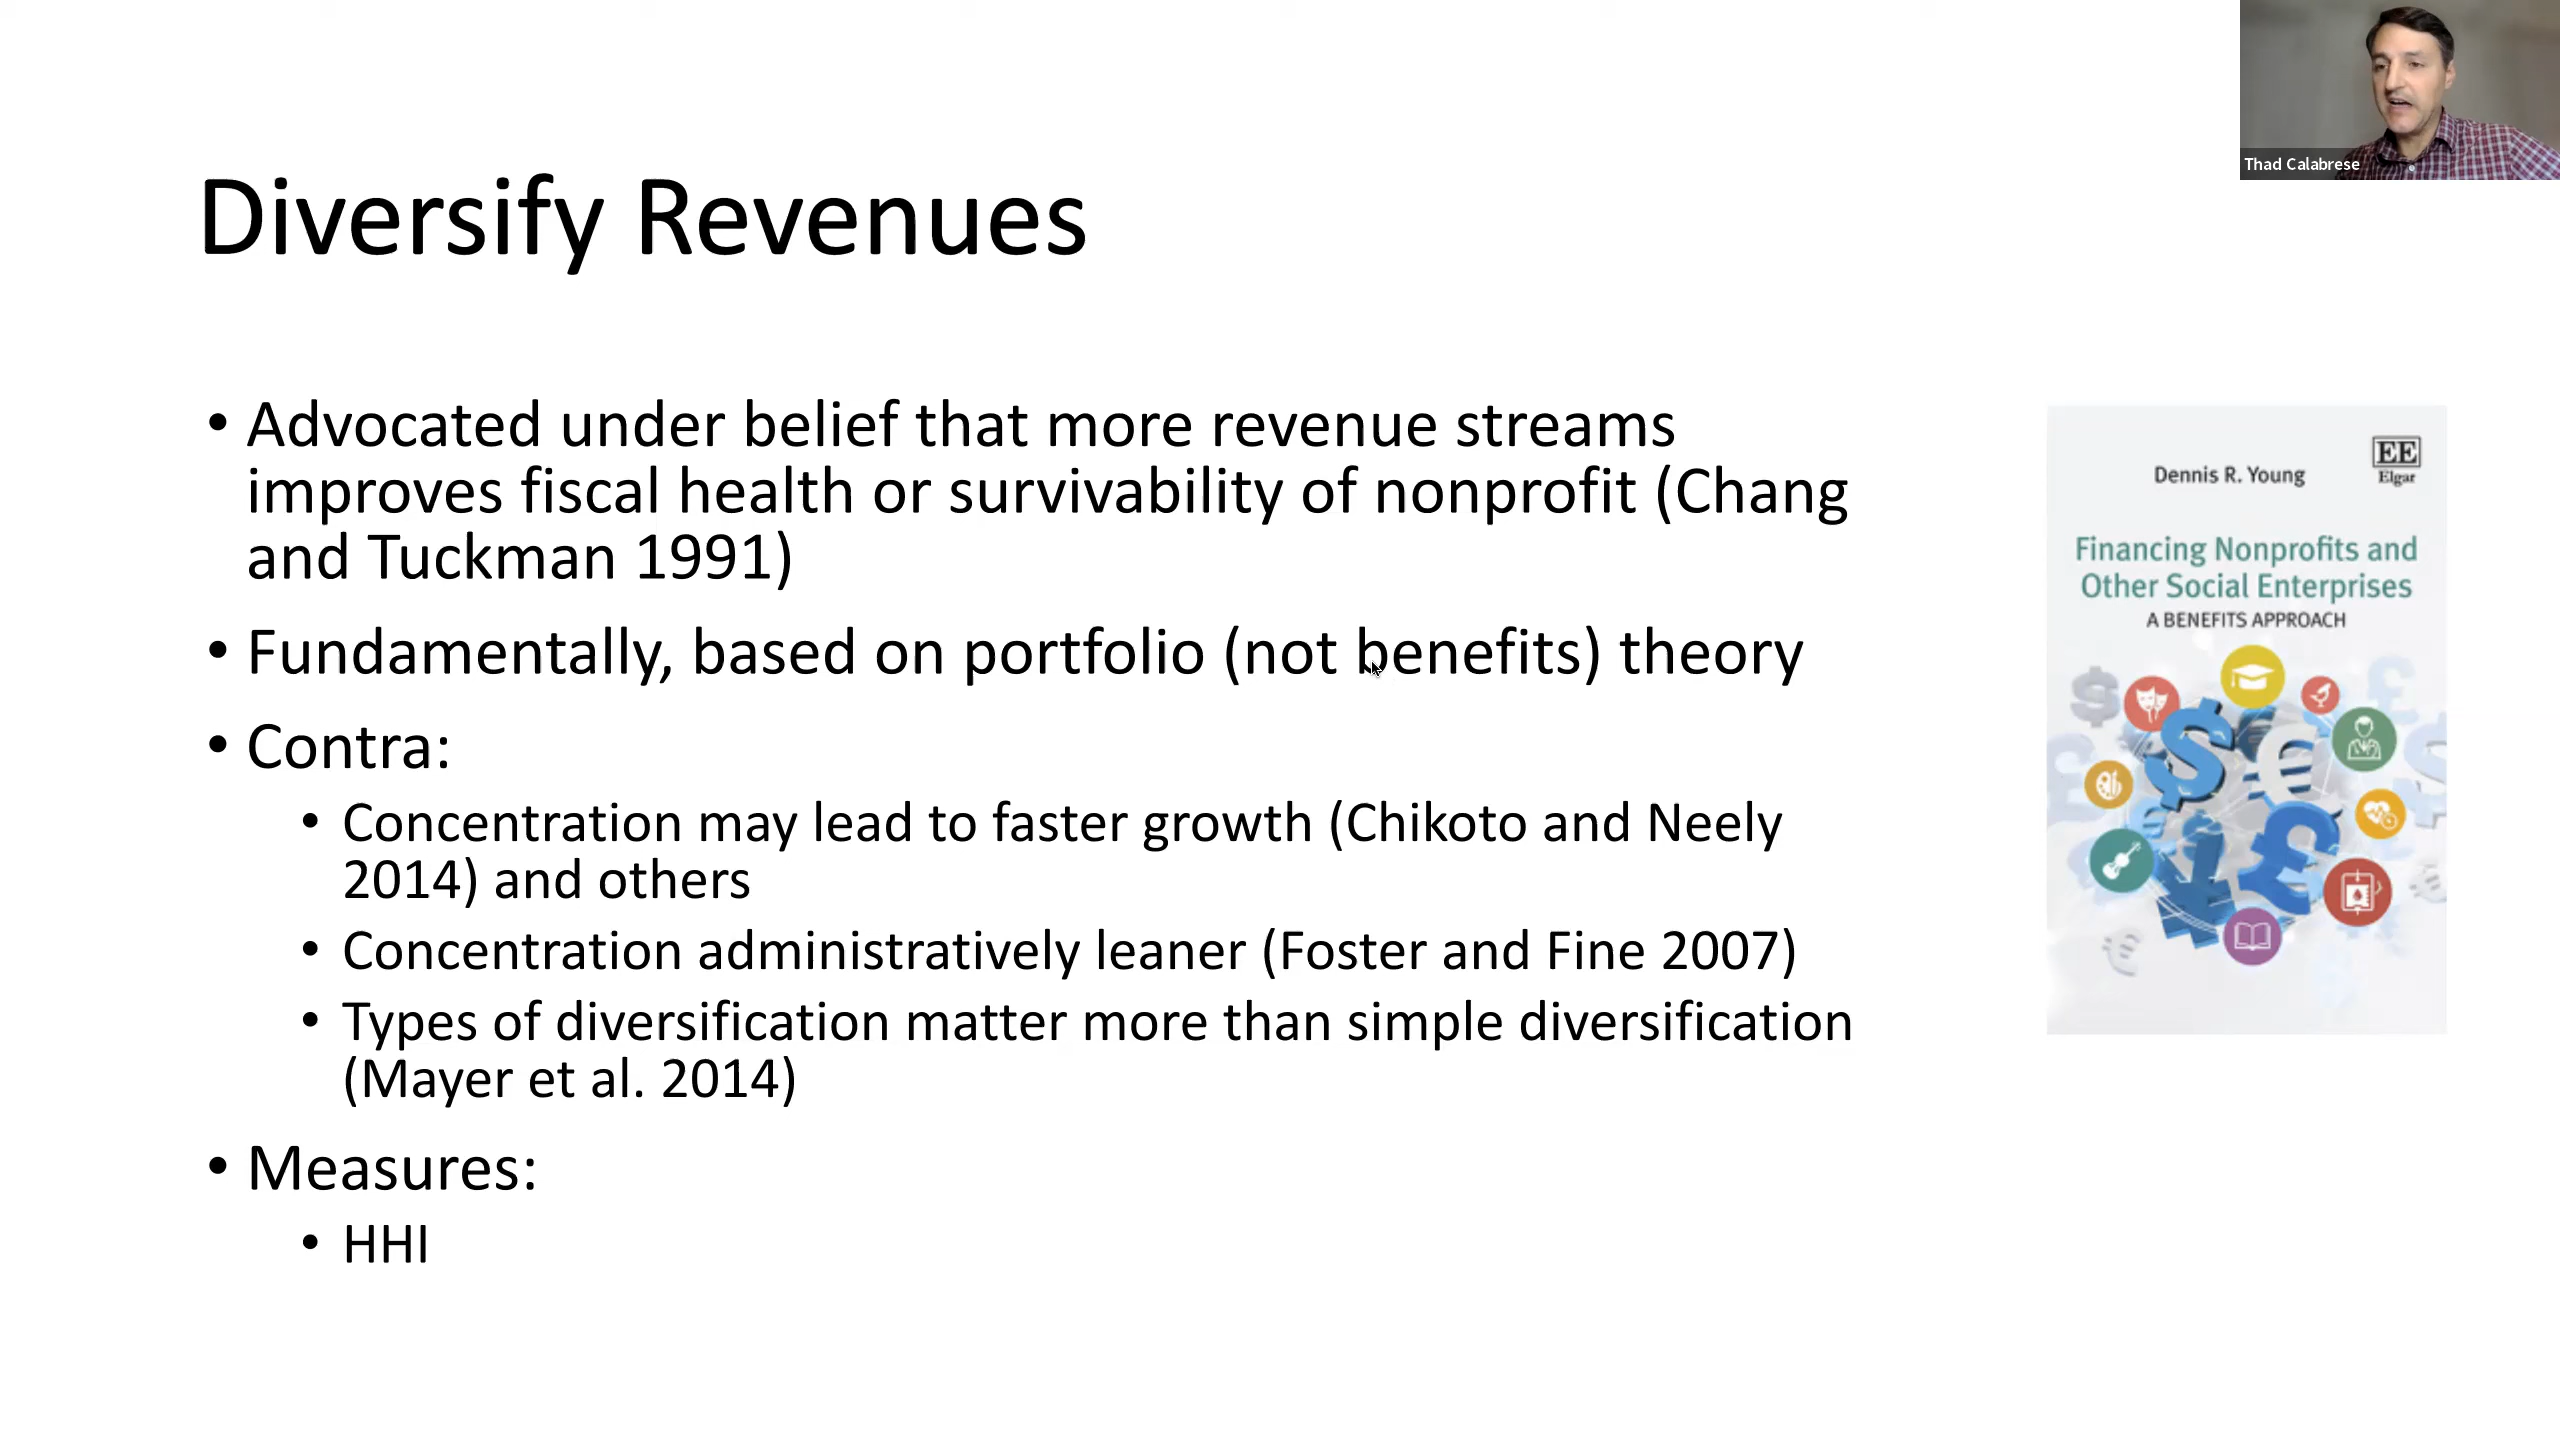 Thad Calabrese
Diversify Revenues
• Advocated under belief that more revenue streams
improves fiscal health or survivability of nonprofit (Chang
and Tuckman 1991)
• Fundamentally, based on portfolio (not benefits) theory
• Contra:
• Concentration may lead to faster growth (Chikoto and Neely
2014) and others
• Concentration administratively leaner (Foster and Fine 2007)
• Types of diversification matter more than simple diversification
(Mayer et al. 2014)
• Measures:
• HHI
EE
Elgar
Dennis R. Young
Financing Nonprofits and
Other Social Enterprises
A BENEFITS APPROACH